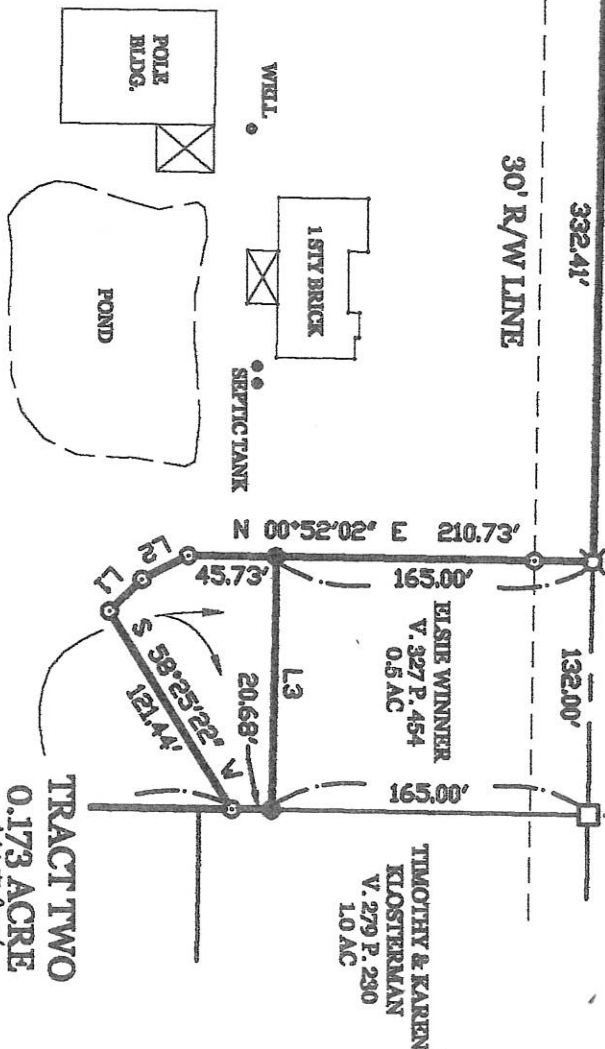 332.41'
30' R/W LINE
WELL
POLE
BLDG.
1 STY BRICK
POND
SEPTIC TANK
N 00°52'02" E 210.73'
45.73'
165.00'
132.00'
ELSIE WINNER
V. 327 P. 454
0.5 AC
L3
L2
L1
S 58°25'22" W
121.44'
20.68'
165.00'
TIMOTHY & KAREN
KLOSTERMAN
V. 279 P. 230
1.0 AC
TRACT TWO
0.173 ACRE